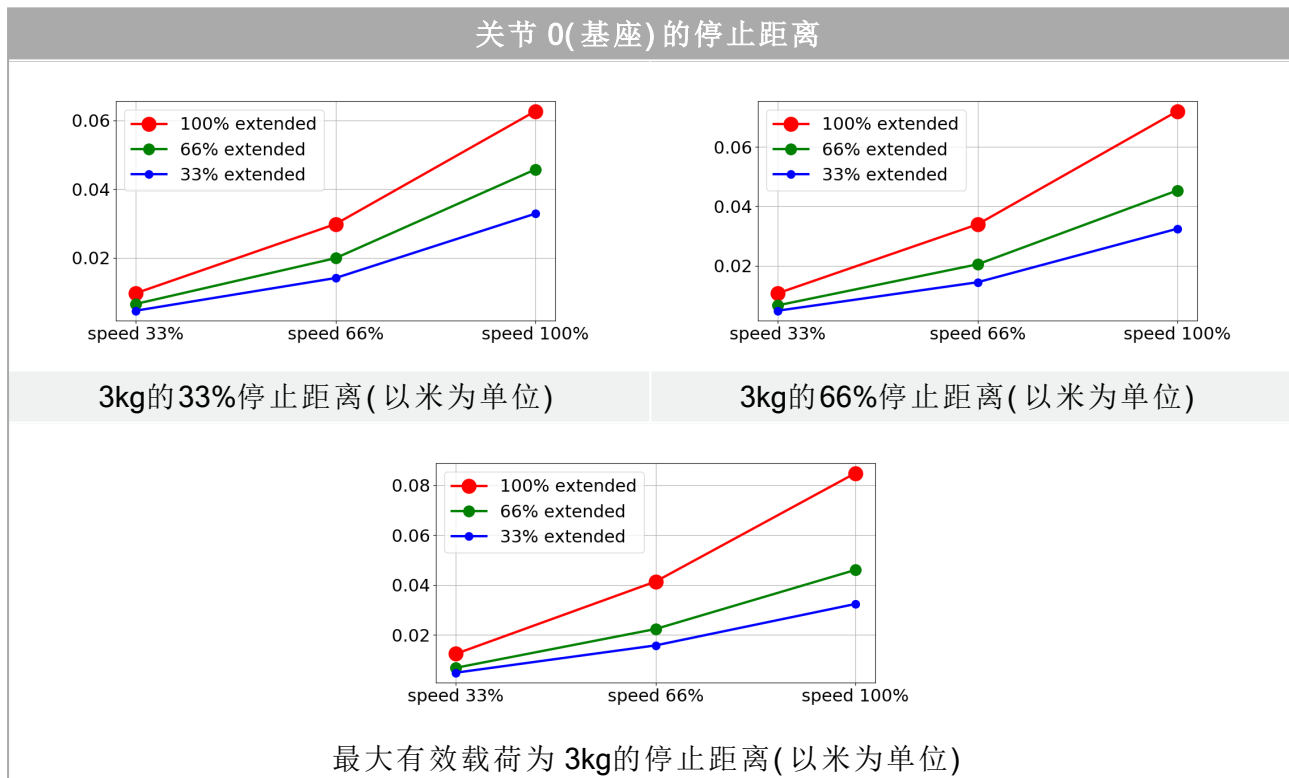 关节 0(基座)的停止距离
0.06
0.04
0.02
100% extended
66% extended
33% extended
speed 33% speed 66% speed 100%
3kg的33%停止距离(以米为单位)
0.06
0.04
0.02
100% extended
66% extended
33% extended
speed 33% speed 66% speed 100%
3kg的66%停止距离(以米为单位)
0.08
0.06
0.04
0.02
100% extended
66% extended
33% extended
speed 33% speed 66% speed 100%
最大有效载荷为 3kg的停止距离(以米为单位)